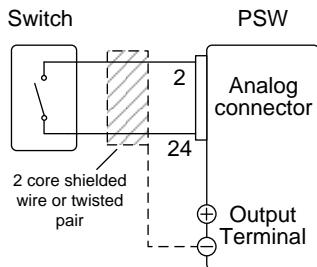 Switch
PSW
2
Analog
connector
24
2 core shielded
wire or twisted
pair
Output
Terminal